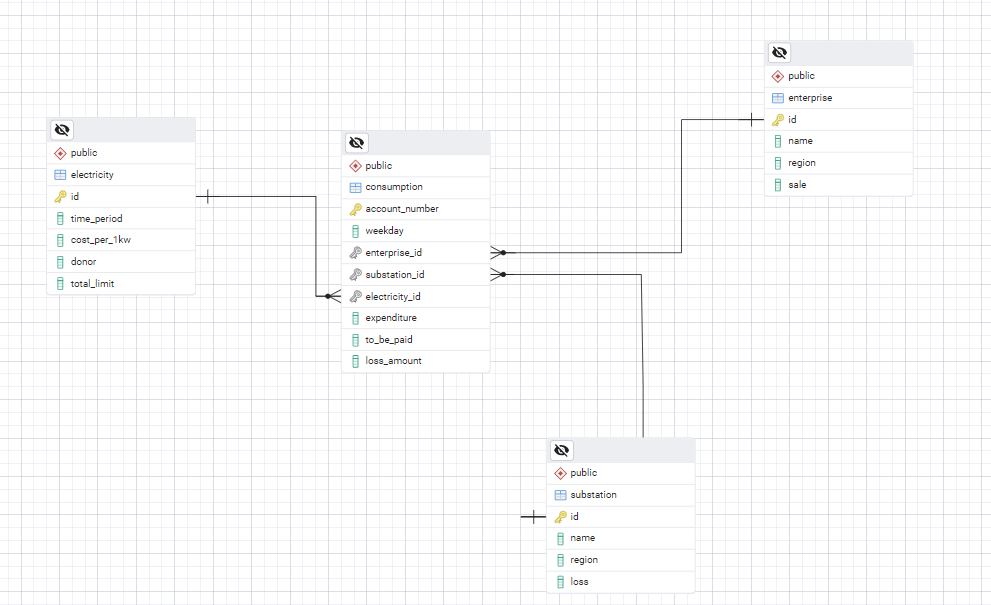 public
electricity
id
time_period
cost_per_1kw
donor
total_limit
public
consumption
account_number
weekday
enterprise_id
substation_id
electricity_id
expenditure
to_be_paid
loss_amount
public
enterprise
id
name
region
sale
public
substation
id
name
region
loss